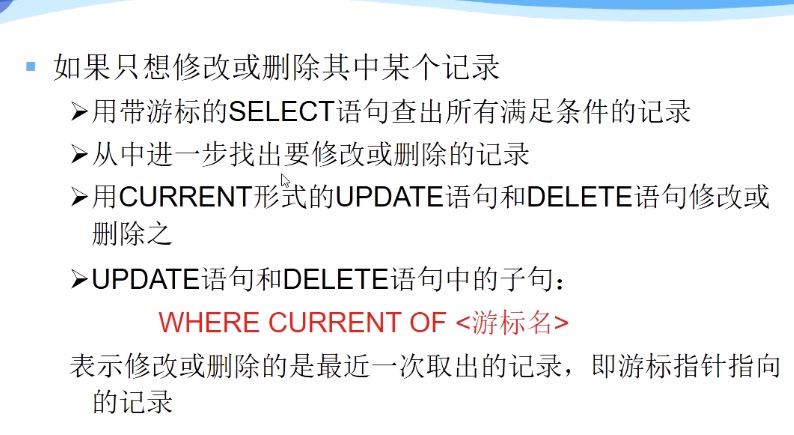 如果只想修改或删除其中某个记录
用带游标的SELECT语句查出所有满足条件的记录
从中进一步找出要修改或删除的记录
用CURRENT形式的UPDATE语句和DELETE语句修改或
删除之
UPDATE语句和DELETE语句中的子句：
WHERE CURRENT OF <游标名>
表示修改或删除的是最近一次取出的记录，即游标指针指向
的记录